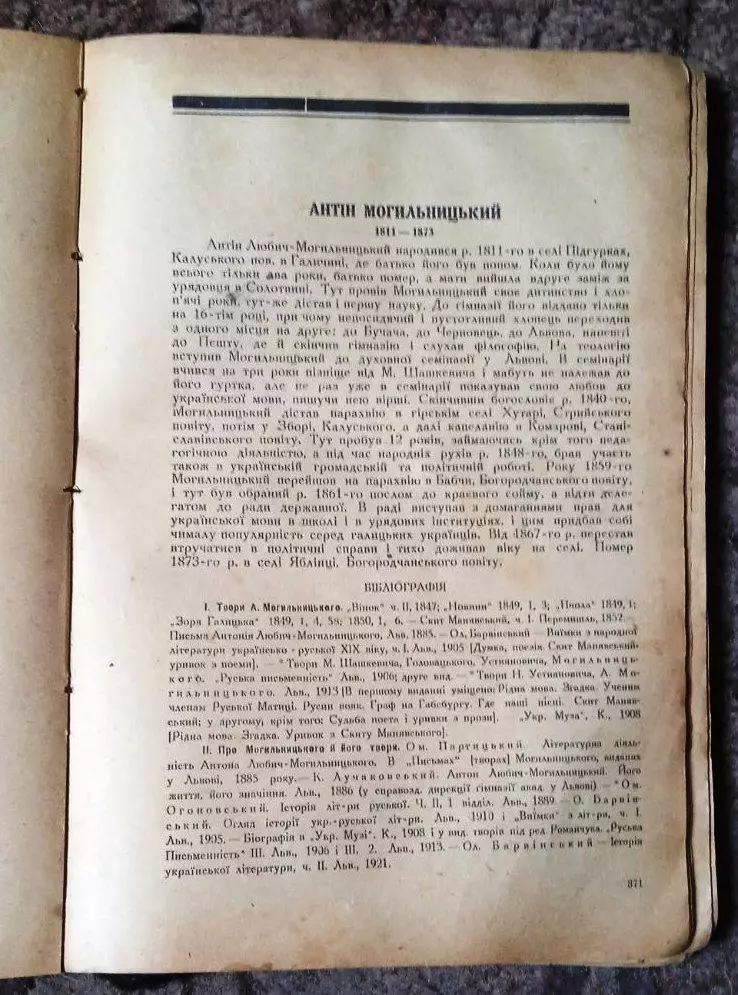 АНТІН МОГИЛЬНИЦЬКИЙ
1811 — 1873
Антін Любич-Могильницький народився р. 1811-го в селі Підгурках,
Калуського пов. в Галичині, де батько його був попом. Коли було йому
всього тільки два роки, батько помер, а мати вийшла вдруге заміж за
урядовця в Солотвині. Тут провів Могильницький своє дитинство і хло-
п'ячі роки, тут-же дістав і першу науку. До гімназії його віддано тільки
на 16-тім році, при чому непосидячий і пустотливий хлопець переходив
з одного місця на друге: до Бучача, до Черновець, до Львова, нарешті
до Пешту, де й скінчив гімназію і слухав філософію. На теологію
вступив Могильницький до духовної семінарії у Львові. В семінарії
вчився на три роки пізніще від М. Шашкевича і мабуть не належав до
його гуртка, але не раз уже в семінарії показував свою любов до
української мови, пишучи нею вірші. Скінчивши богословіє р. 1840-го,
Могильницький дістав парахвію в гірськім селі Хутарі, Стрийського
повіту, потім у Зборі, Калуського, а далі капеланію в Комарові, Стані-
славівського повіту. Тут пробув 12 років, займаючись крім того педа-
гогічною діяльністю, а під час народніх рухів р. 1848-го, брав участь
також в українській громадській та політичній роботі. Року 1859-го
Могильницький перейшов на парахвію в Бабчи, Богородчанського повіту,
і тут був обраний р. 1861-го послом до краєвого сойму, а відти деле-
гатом до ради державної. В раді виступав з домаганнями прав для
української мови в школі і в урядових інституціях, і цим придбав собі
чималу популярність серед галицьких українців. Від 1867-го р. перестав
втручатися в політичні справи і тихо доживав віку на селі. Помер
1873-го р. в селі Яблінці, Богородчанського повіту.
БІБЛІОГРАФІЯ
І. Твори А. Могильницького. „Вінок" ч. II, 1847; „Новини" 1849, 1, 3; „Пчола" 1849, 1;
„Зоря Галицька" 1849, 1, 4, 58; 1850, 1, 6. — Скит Манявський, ч. І. Перемишль, 1852. —
Письма Антонія Любич-Могильницького, Льв. 1885. — Ол. Барвінський — Виїмки з народної
літератури українсько-руської XIX віку, ч. І. Льв., 1905 [Думка, поезія. Скит Манявський-
уривок з поеми]. — *Твори М. Шашкевича, Головацького, Устияновича, Могильниць-
кого. „Руська письменність" Льв., 1906; друге вид. — *Твори Н. Устияновича, А. Мо-
гильницького. Льв., 1913 [В першому виданні уміщено: Рідна мова. Згадка. Ученим
членам Руської Матиці. Русин вояк. Граф на Габсбургу. Где наші пісні. Скит Маняв-
ський; у другому, крім того: Судьба поета і уривки з прози]. — „Укр. Муза", К., 1908
[Рідна мова. Згадка. Уривок з Скиту Манявського].
II. Про Могильницького й його твори. Ом. Партицький. Літературна діяль-
ність Антона Любич-Могильницького. В „Письмах" [творах] Могильницького, виданих
у Львові, 1885 року. — К. Лучаковський. Антон Любич-Могильницький. Його
життя, його значіння. Льв., 1886 (у справозд. дирекції гімназії акад. у Львові) — *Ом.
Огоновський. Історія літ-ри руської. Ч. II, 1 відділ. Льв., 1889. — О. Барвін-
ський. Огляд історії укр.-руської літ-ри. Льв., 1910 і „Виїмки" з літ-ри, ч. І.
Льв., 1905. — Біографія в „Укр. Музі". К., 1908 і у вид. творів під ред. Романчука. „Руська
Письменність" III. Льв., 1906 і III, 2. Льв., 1913. — Ол. Барвінський — Історія
української літератури, ч. II. Льв., 1921.
371